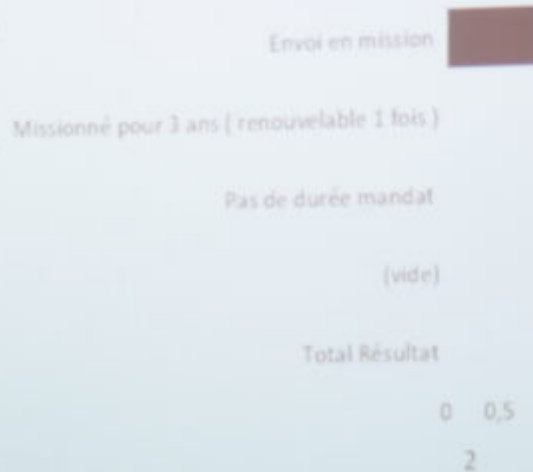 Envoi en mission
Missionné pour 3 ans ( renouvelable 1 fois )
Pas de durée mandat
(vide)
Total Résultat
0 0,5
2